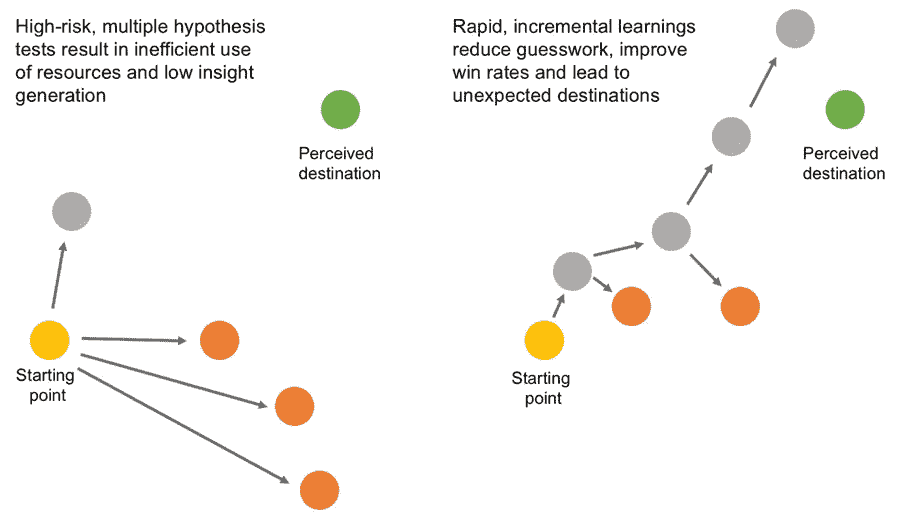 High-risk, multiple hypothesis
tests result in inefficient use
of resources and low insight
generation
Perceived
destination
Starting
point
Rapid, incremental learnings
reduce guesswork, improve
win rates and lead to
unexpected destinations
Perceived
destination
Starting
point